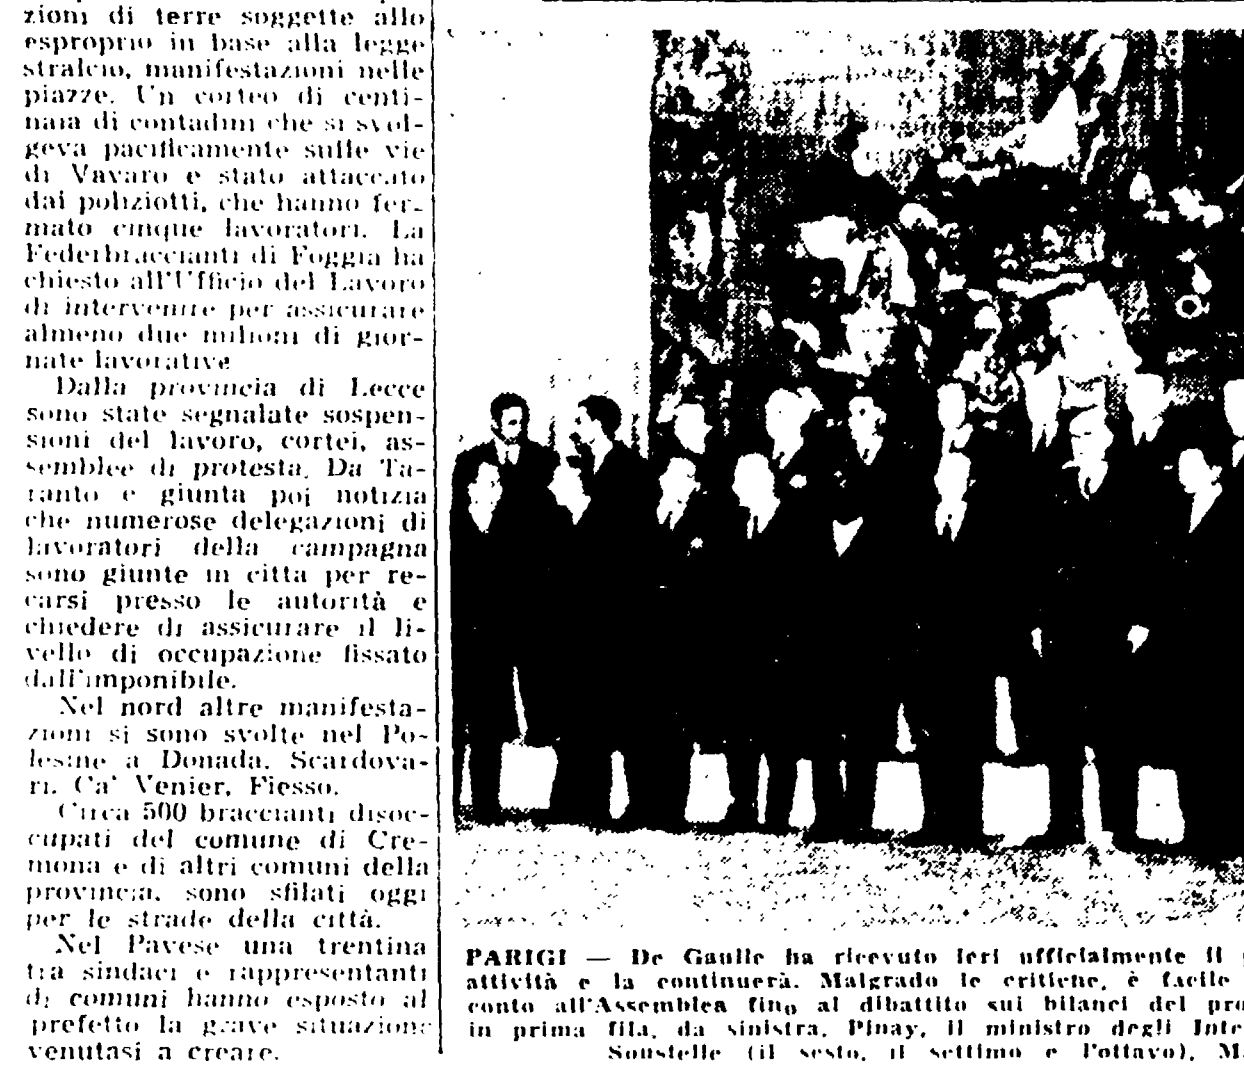 zioni di terre soggette allo
esproprio in base alla legge
stralcio, manifestazioni nelle
piazze. Un corteo di centi-
naia di contadini che si svol-
geva pacificamente sulle vie
di Vavaro e stato attaccato
dai poliziotti, che hanno fer-
mato cinque lavoratori. La
Federbraccianti di Foggia ha
chiesto all'Ufficio del Lavoro
di intervenire per assicurare
almeno due milioni di gior-
nate lavorative
Dalla provincia di Lecce
sono state segnalate sospen-
sioni del lavoro, cortei, as-
semblee di protesta. Da Ta-
ranto e giunta poi notizia
che numerose delegazioni di
lavoratori della campagna
sono giunte in citta per re-
carsi presso le autorità e
chiedere di assicurare il li-
vello di occupazione fissato
dall'imponibile.
Nel nord altre manifesta-
zioni si sono svolte nel Po-
lesine a Donada, Scardova-
ri, Ca' Venier, Fiesso.
Circa 500 braccianti disoc-
cupati del comune di Cre-
mona e di altri comuni della
provincia, sono sfilati oggi
per le strade della città.
Nel Pavese una trentina
tra sindaci e rappresentanti
di comuni hanno esposto al
prefetto la grave situazione
venutasi a creare.
PARIGI — De Gaulle ha ricevuto ieri ufficialmente il
attività e la continuerà. Malgrado le critiche, è facile
conto all'Assemblea fino al dibattito sui bilanci del pro
in prima fila, da sinistra, Pinay, il ministro degli Inte
Soustelle (il sesto, il settimo e l'ottavo), M